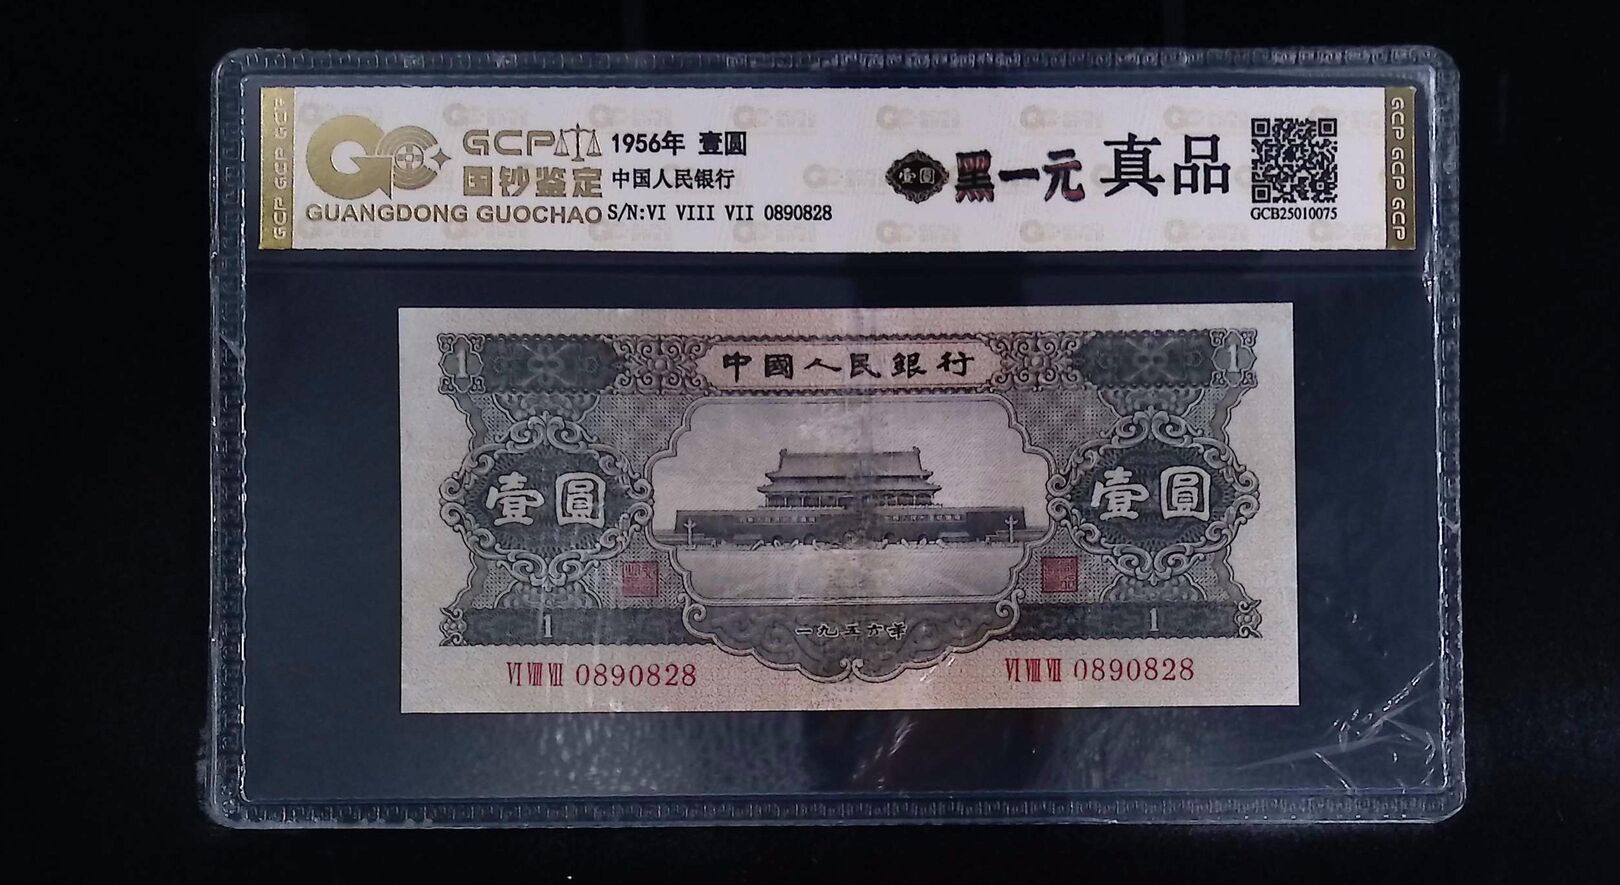 GCP GCP GCP
GCP
国钞鉴定
GUANGDONG GUOCHAO
1956年 壹圆
中国人民银行
S/N:VI VIII VII 0890828
壹圆
黑一元
真品
GCB25010075
GCP GCP GCP
中國人民銀行
1
1
壹圓
壹圓
1
一九五六年
1
VI VIII VII 0890828
VI VIII VII 0890828